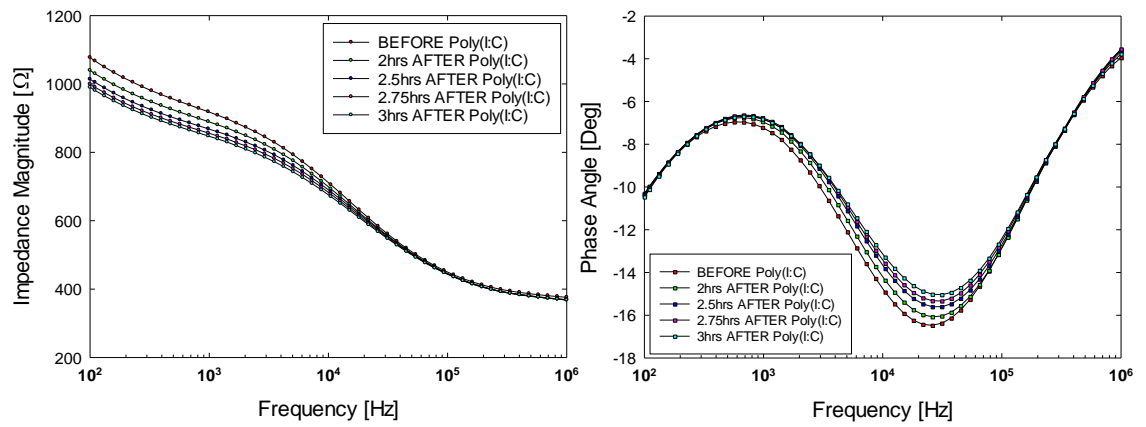 Impedance Magnitude [Ω]
1200
1000
800
600
400
200
BEFORE Poly(I:C)
2hrs AFTER Poly(I:C)
2.5hrs AFTER Poly(I:C)
2.75hrs AFTER Poly(I:C)
3hrs AFTER Poly(I:C)
10² 10³ 10⁴ 10⁵ 10⁶
Frequency [Hz]
Phase Angle [Deg]
-2
-4
-6
-8
-10
-12
-14
-16
-18
BEFORE Poly(I:C)
2hr AFTER Poly(I:C)
2.5hrs AFTER Poly(I:C)
2.75hrs AFTER Poly(I:C)
3hr AFTER Poly(I:C)
10² 10³ 10⁴ 10⁵ 10⁶
Frequency [Hz]